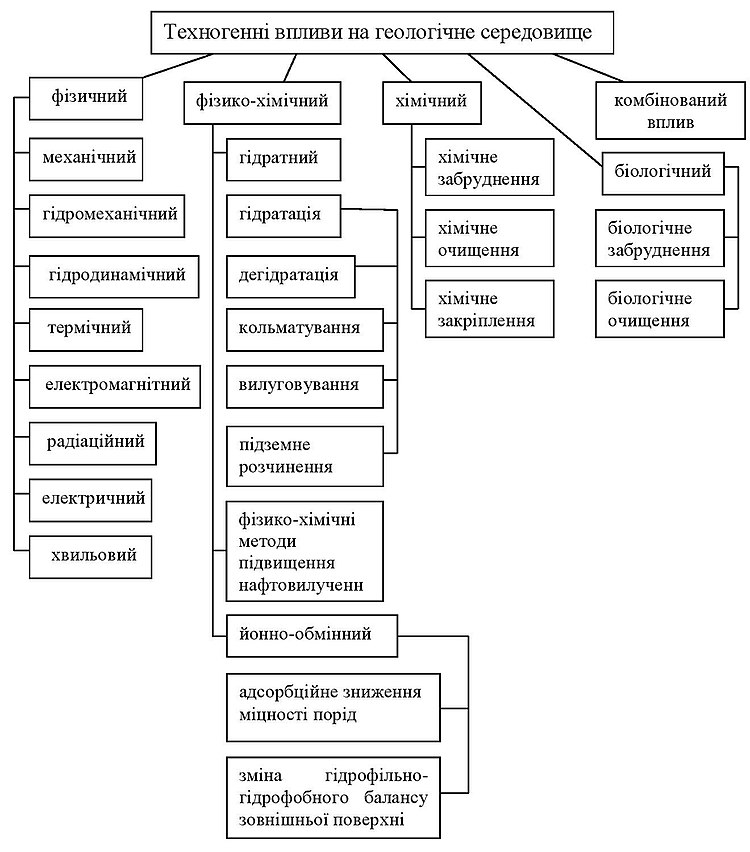 Техногенні впливи на геологічне середовище
фізичний
механічний
гідромеханічний
гідродинамічний
термічний
електромагнітний
радіаційний
електричний
хвильовий
фізико-хімічний
гідратний
гідратація
дегідратація
кольматування
вилуговування
підземне
розчинення
фізико-хімічні
методи
підвищення
нафтовилученн
йонно-обмінний
адсорбційне зниження
міцності порід
зміна гідрофільно-
гідрофобного балансу
зовнішньої поверхні
хімічний
хімічне
забруднення
хімічне
очищення
хімічне
закріплення
комбінований
вплив
біологічний
біологічне
забруднення
біологічне
очищення